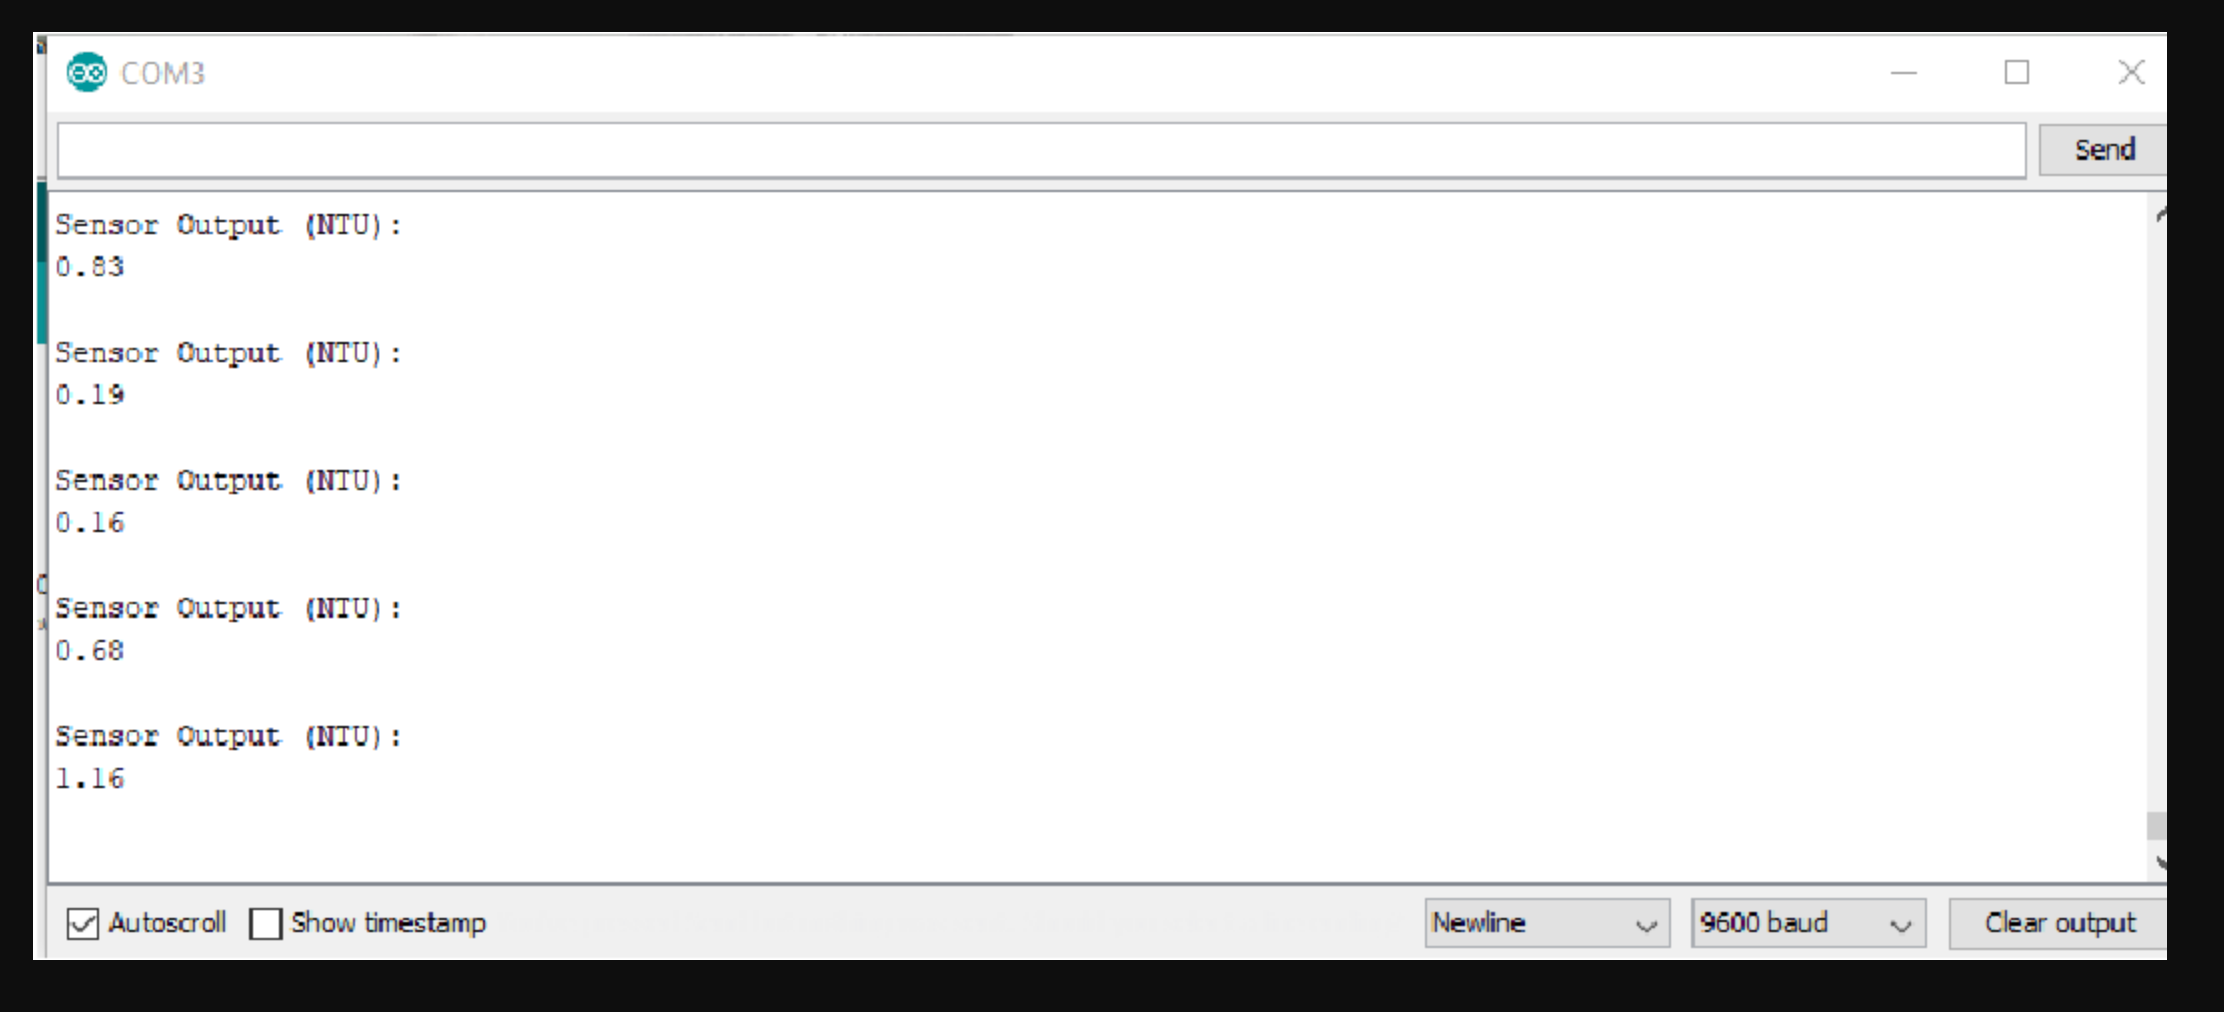 COM3
Send
Sensor Output (NTU):
0.83
Sensor Output (NTU):
0.19
Sensor Output (NTU):
0.16
Sensor Output (NTU):
0.68
Sensor Output (NTU):
1.16
Autoscroll Show timestamp Newline 9600 baud Clear output